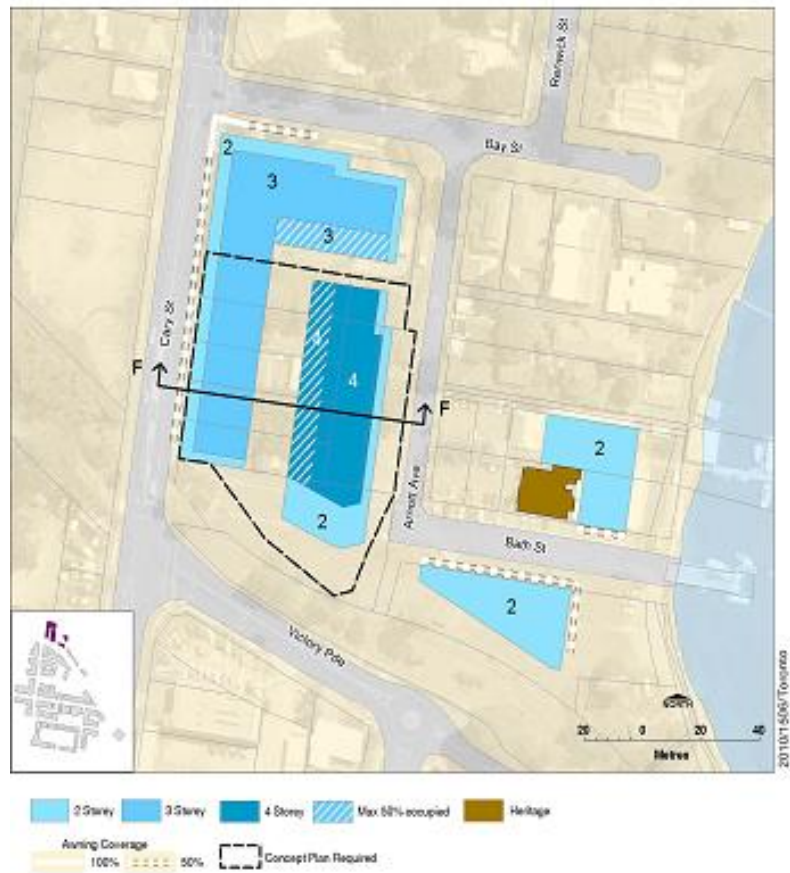 Renwick St
Bay St
2
3
3
Cary St
4
4
F
F
2
Arnott Ave
2
Bath St
2
Victory Pde
NORTH
20 0 20 40
Metres
2010/1506/Toronto
2 Storey 3 Storey 4 Storey Max 50% occupied Heritage
Awning Coverage
100% 50% Concept Plan Required